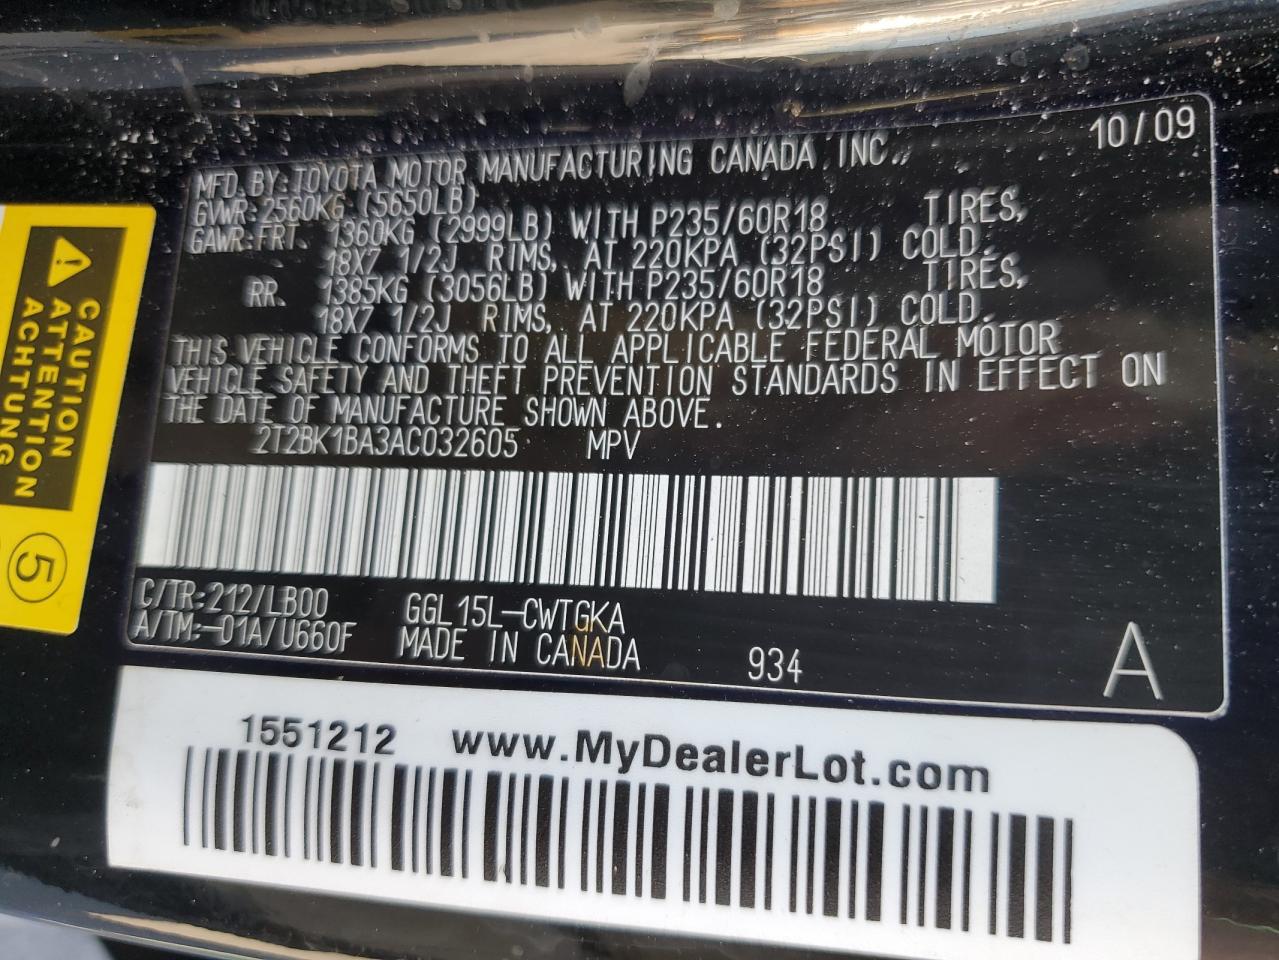 10/09
MFD.BY:TOYOTA MOTOR MANUFACTURING CANADA INC.,
GVWR:2560KG (5650LB)
GAWR:FRT. 1360KG (2999LB) WITH P235/60R18 TIRES,
18X7 1/2J RIMS, AT 220KPA (32PSI) COLD.
RR. 1385KG (3056LB) WITH P235/60R18 TIRES,
18X7 1/2J RIMS, AT 220KPA (32PSI) COLD.
THIS VEHICLE CONFORMS TO ALL APPLICABLE FEDERAL MOTOR
VEHICLE SAFETY AND THEFT PREVENTION STANDARDS IN EFFECT ON
THE DATE OF MANUFACTURE SHOWN ABOVE.
2T2BK1BA3AC032605 MPV
C/TR:212/LB00 GGL15L-CWTGKA
A/TM:-01A/U660F MADE IN CANADA 934 A
1551212 www.MyDealerLot.com
CAUTION
ATTENTION
ACHTUNG
5